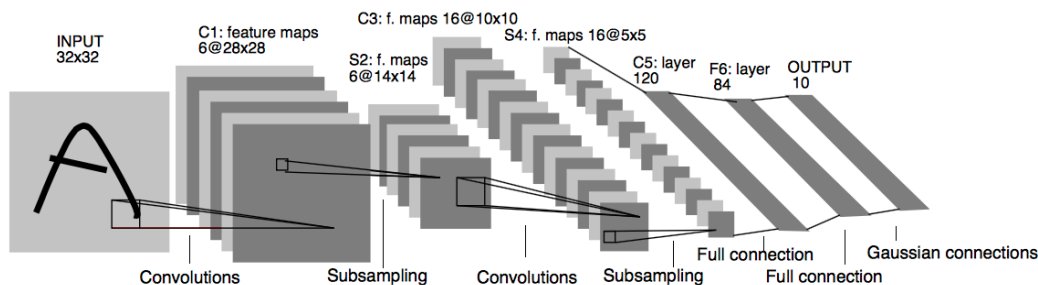 INPUT
32x32
C1: feature maps
6@28x28
S2: f. maps
6@14x14
C3: f. maps 16@10x10
S4: f. maps 16@5x5
C5: layer
120
F6: layer
84
OUTPUT
10
A
Convolutions
Subsampling
Convolutions
Subsampling
Full connection
Full connection
Gaussian connections